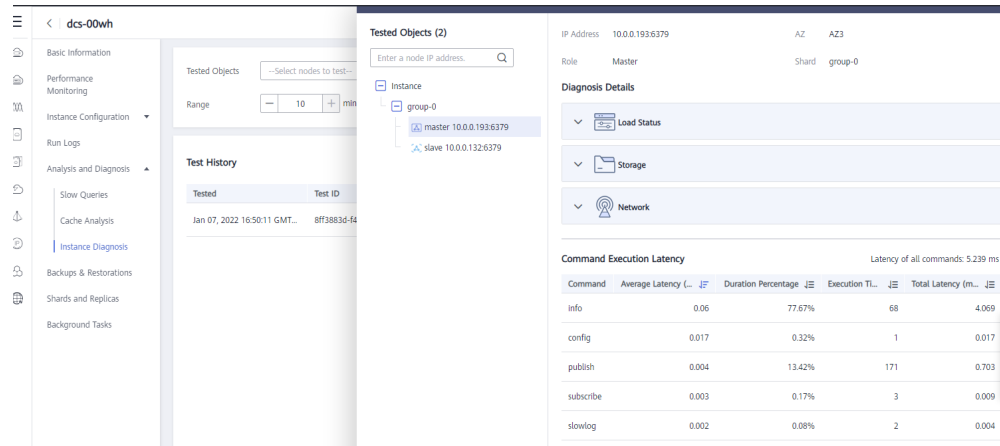 dcs-00wh
Basic Information
Performance
Monitoring
Instance Configuration
Run Logs
Analysis and Diagnosis
Slow Queries
Cache Analysis
Instance Diagnosis
Backups & Restorations
Shards and Replicas
Background Tasks
Tested Objects --Select nodes to test--
Range 10 min
Test History
Tested Test ID
Jan 07, 2022 16:50:11 GMT... 8ff3883d-f4
Tested Objects (2)
Enter a node IP address.
Instance
group-0
master 10.0.0.193:6379
slave 10.0.0.132:6379
IP Address 10.0.0.193:6379 AZ AZ3
Role Master Shard group-0
Diagnosis Details
Load Status
Storage
Network
Command Execution Latency Latency of all commands: 5.239 ms
Command Average Latency (... Duration Percentage Execution Ti... Total Latency (m...
info 0.06 77.67% 68 4.069
config 0.017 0.32% 1 0.017
publish 0.004 13.42% 171 0.703
subscribe 0.003 0.17% 3 0.009
slowlog 0.002 0.08% 2 0.004